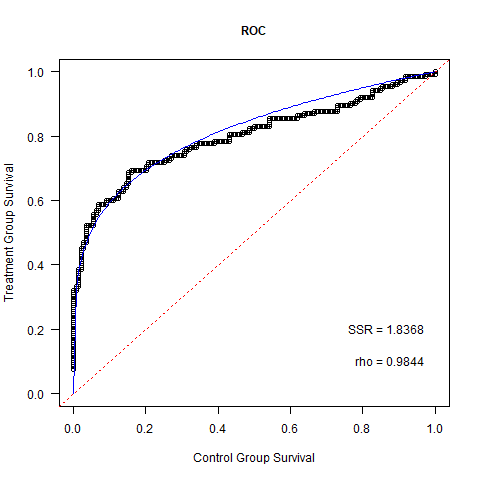 ROC
Treatment Group Survival
1.0
0.8
0.6
0.4
0.2
0.0
SSR = 1.8368
rho = 0.9844
0.0 0.2 0.4 0.6 0.8 1.0
Control Group Survival